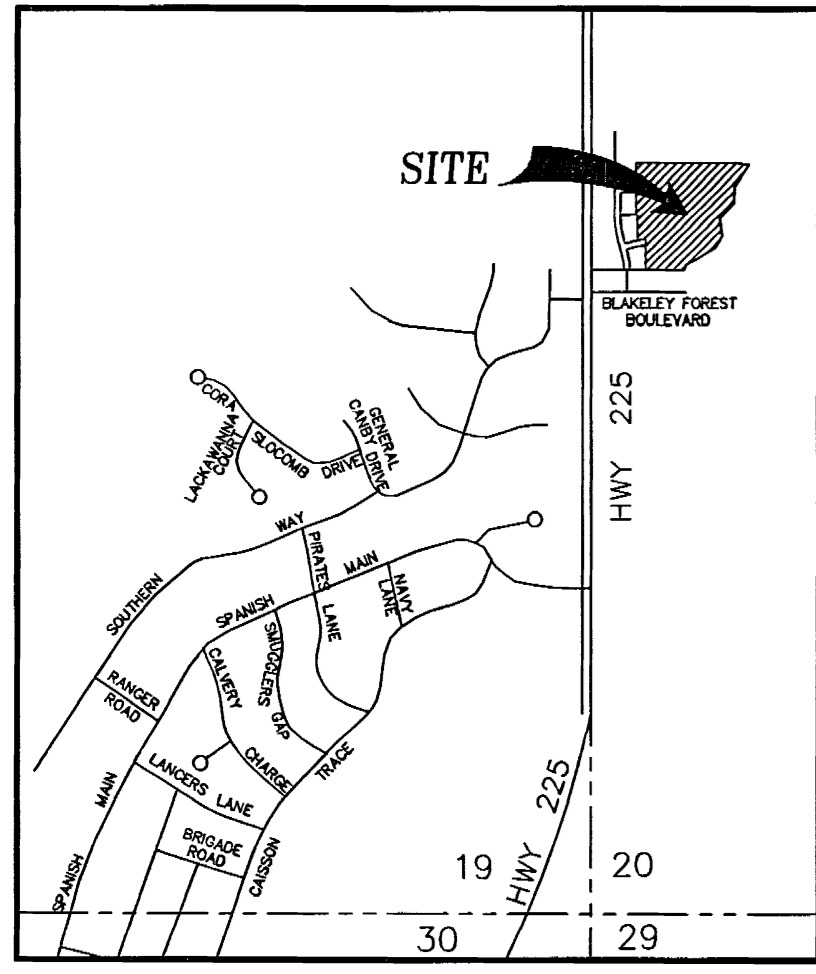 SITE
BLAKELEY FOREST
BOULEVARD
HWY 225
CORA
SLOCOMB
DRIVE
LACKAWANNA
COURT
GENERAL
CANBY DRIVE
SOUTHERN
WAY
PIRATES
LANE
SPANISH
MAIN
NAVY
LANE
SMUGGLERS
GAP
CALVERY
CHARGE
TRACE
RANGER
ROAD
LANCERS LANE
BRIGADE
ROAD
CAISSON
SPANISH
MAIN
HWY 225
19
20
30
29